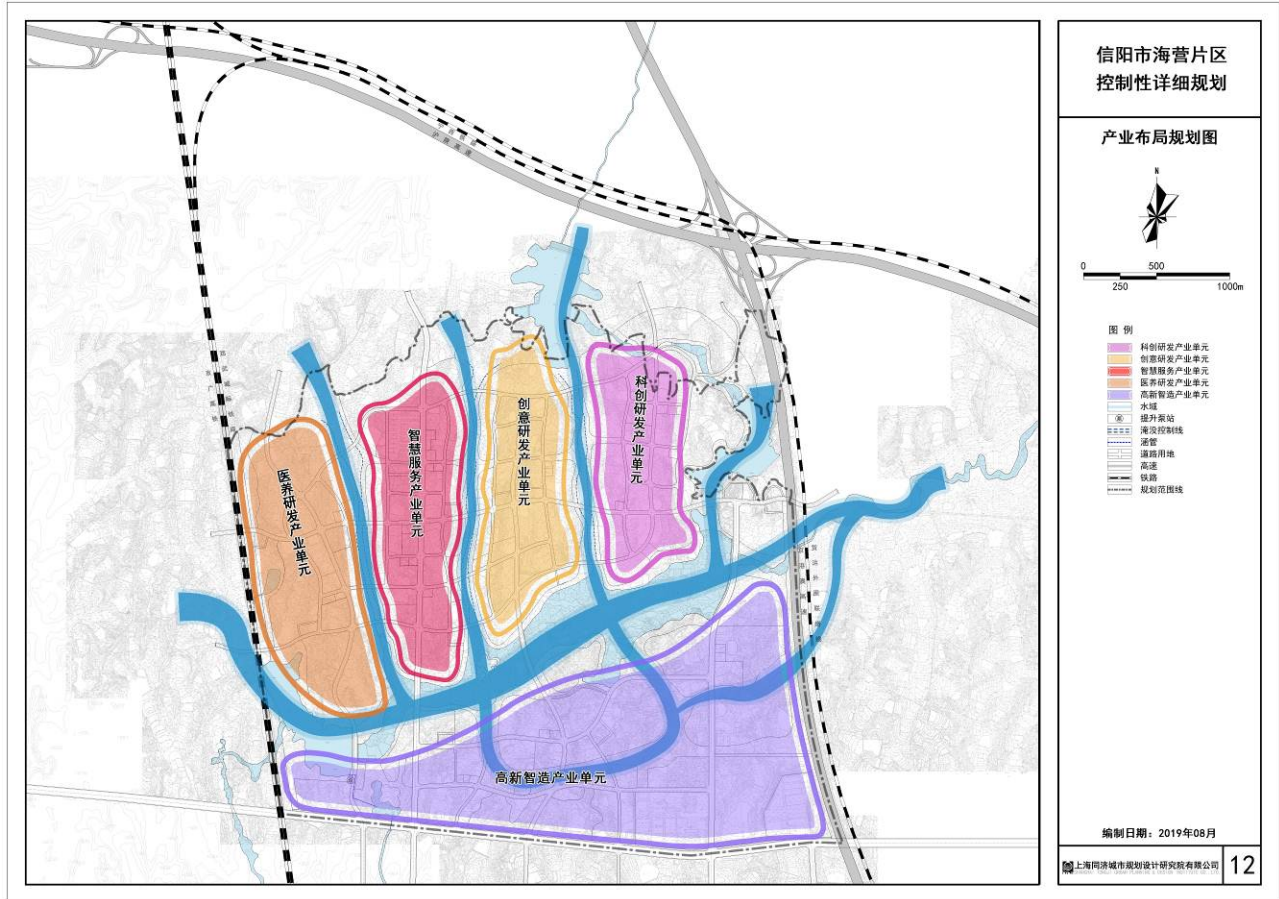 信阳市海营片区
控制性详细规划
产业布局规划图
N
0
500
250
1000m
图 例
科创研发产业单元
创意研发产业单元
智慧服务产业单元
医养研发产业单元
高新智造产业单元
水域
提升泵站
淹没控制线
涵管
道路用地
高速
铁路
规划范围线
编制日期：2019年08月
上海同济城市规划设计研究院有限公司
12
沪陕高速
医养研发产业单元
智慧服务产业单元
创意研发产业单元
科创研发产业单元
高新智造产业单元